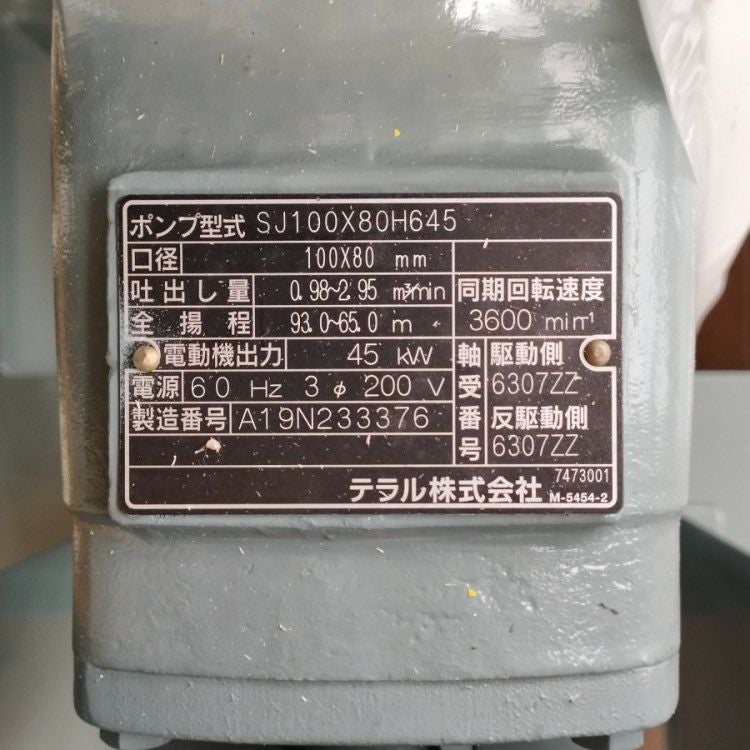 ポンプ型式 SJ100X80H645
口径 100X80 mm
吐出し量 0.98~2.95 m³/min 同期回転速度
全揚程 93.0~65.0 m 3600 min⁻¹
電動機出力 45 kW 軸受番号 駆動側
電源 60 Hz 3 φ 200 V 6307ZZ
製造番号 A19N233376 反駆動側
6307ZZ
7473001
テラル株式会社 M-5454-2